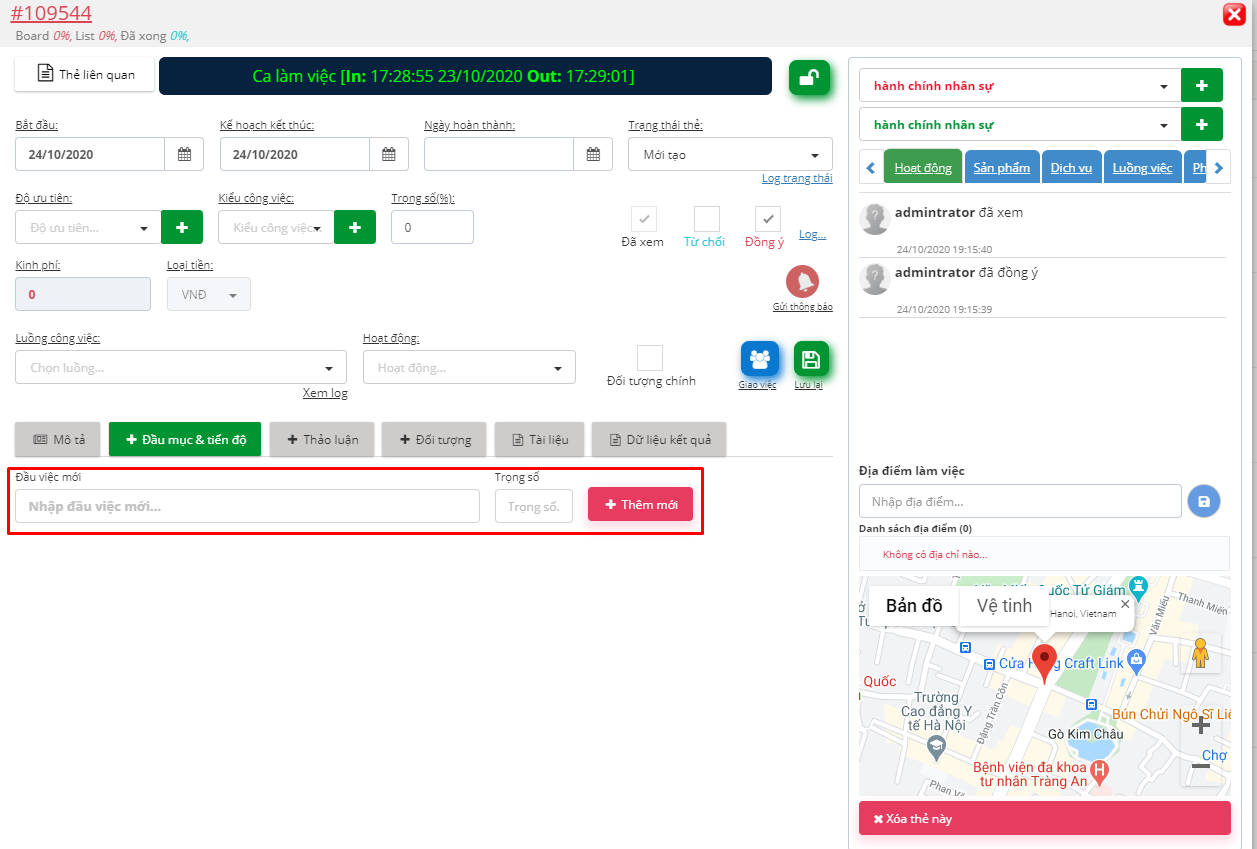 #109544
Board 0%, List 0%, Đã xong 0%,
Thẻ liên quan
Ca làm việc [In: 17:28:55 23/10/2020 Out: 17:29:01]
Bắt đầu:
Kế hoạch kết thúc:
Ngày hoàn thành:
Trạng thái thẻ:
24/10/2020
24/10/2020
Mới tạo
Log trạng thái
Độ ưu tiên:
Kiểu công việc:
Trọng số(%):
Độ ưu tiên...
Kiểu công việc
0
Đã xem
Từ chối
Đồng ý
Log...
Kinh phí:
Loại tiền:
0
VNĐ
Gửi thông báo
Luồng công việc:
Hoạt động:
Chọn luồng...
Hoạt động...
Xem log
Đối tượng chính
Giao việc
Lưu lại
Mô tả
Đầu mục & tiến độ
Thảo luận
Đối tượng
Tài liệu
Dữ liệu kết quả
Đầu việc mới
Trọng số
Nhập đầu việc mới...
Trọng số.
Thêm mới
hành chính nhân sự
hành chính nhân sự
Hoạt động
Sản phẩm
Dịch vụ
Luồng việc
Ph
admintrator đã xem
24/10/2020 19:15:40
admintrator đã đồng ý
24/10/2020 19:15:39
Địa điểm làm việc
Nhập địa điểm...
Danh sách địa điểm (0)
Không có địa chỉ nào...
Quốc Tử Giám
Bản đồ
Vệ tinh
Hanoi, Vietnam
Thanh Miến
Văn Miếu
Cửa Hàng Craft Link
Quốc
Trường
Cao đẳng Y
tế Hà Nội
Đặng Trần Côn
Bún Chửi Ngô Sĩ Liê
Gò Kim Châu
Chợ
Bệnh viện đa khoa
tư nhân Tràng An
Phan Vă
Xóa thẻ này